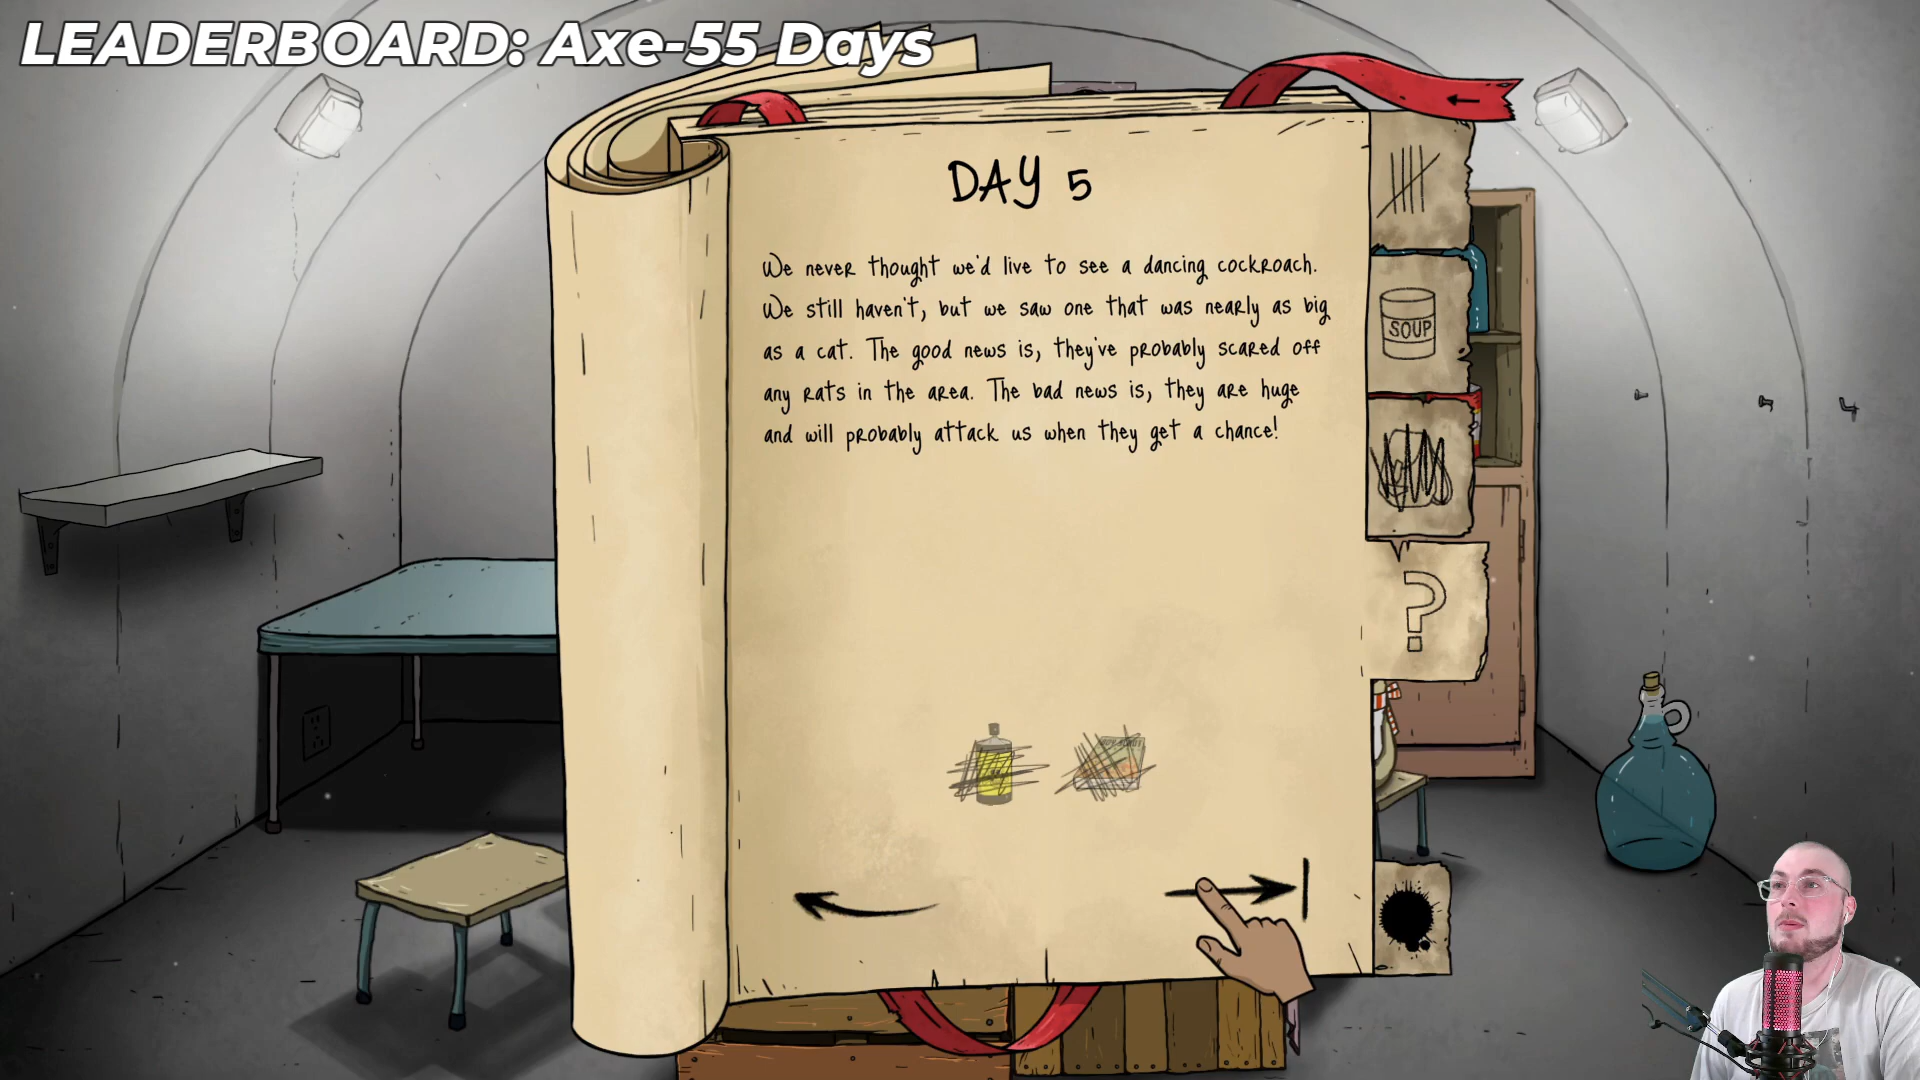 LEADERBOARD: Axe-55 Days
DAY 5
We never thought we'd live to see a dancing cockroach.
We still haven't, but we saw one that was nearly as big
as a cat. The good news is, they've probably scared off
any rats in the area. The bad news is, they are huge
and will probably attack us when they get a chance!
SOUP